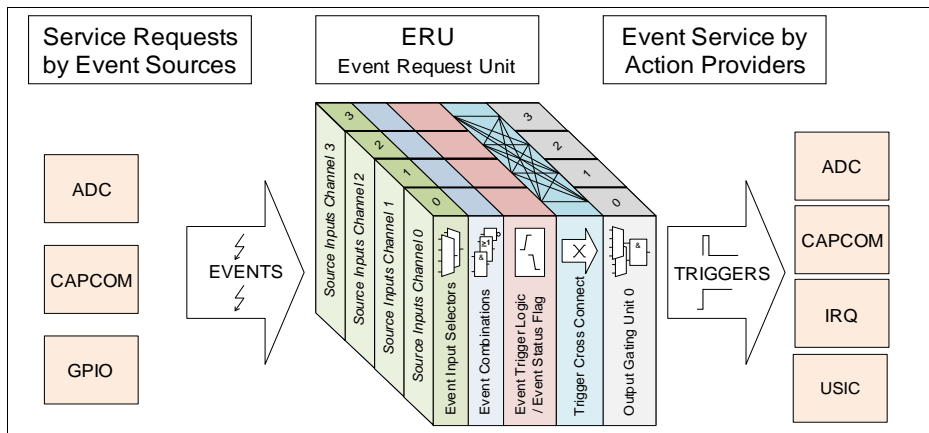 Service Requests
by Event Sources
ERU
Event Request Unit
Event Service by
Action Providers
ADC
CAPCOM
GPIO
EVENTS
3
2
1
0
3
2
1
0
Source Inputs Channel 3
Source Inputs Channel 2
Source Inputs Channel 1
Source Inputs Channel 0
Event Input Selectors
Event Combinations
Event Trigger Logic
/ Event Status Flag
Trigger Cross Connect
Output Gating Unit 0
≥1
&
X
&
TRIGGERS
ADC
CAPCOM
IRQ
USIC